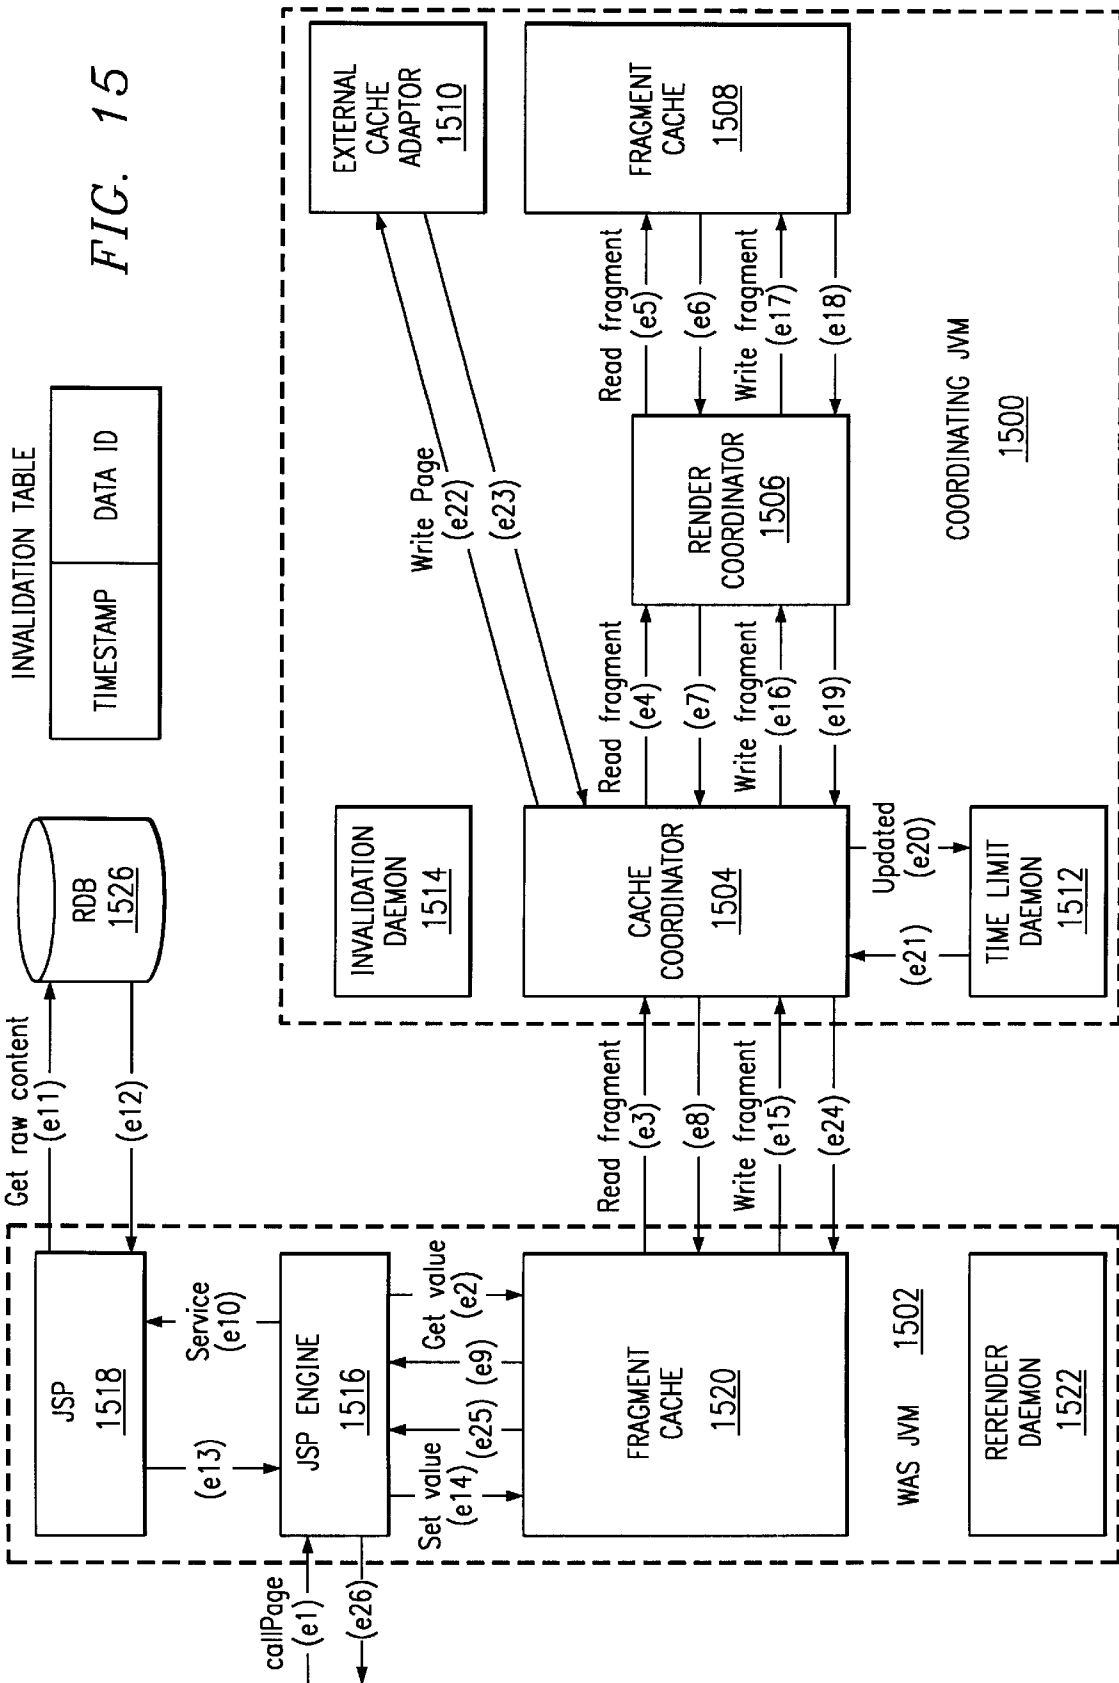 FIG. 15
INVALIDATION TABLE
TIMESTAMP
DATA ID
RDB
1526
Get raw content
(e11)
(e12)
JSP
1518
Service
(e10)
(e13)
callPage
(e1)
(e26)
JSP ENGINE
1516
Get value
(e2)
(e9)
(e25)
Set value
(e14)
FRAGMENT
CACHE
1520
WAS JVM
1502
RERENDER
DAEMON
1522
Read fragment
(e3)
(e8)
Write fragment
(e15)
(e24)
INVALIDATION
DAEMON
1514
CACHE
COORDINATOR
1504
Updated
(e20)
(e21)
TIME LIMIT
DAEMON
1512
Write Page
(e22)
(e23)
Read fragment
(e4)
(e7)
Write fragment
(e16)
(e19)
RENDER
COORDINATOR
1506
Read fragment
(e5)
(e6)
Write fragment
(e17)
(e18)
EXTERNAL
CACHE
ADAPTOR
1510
FRAGMENT
CACHE
1508
COORDINATING JVM
1500